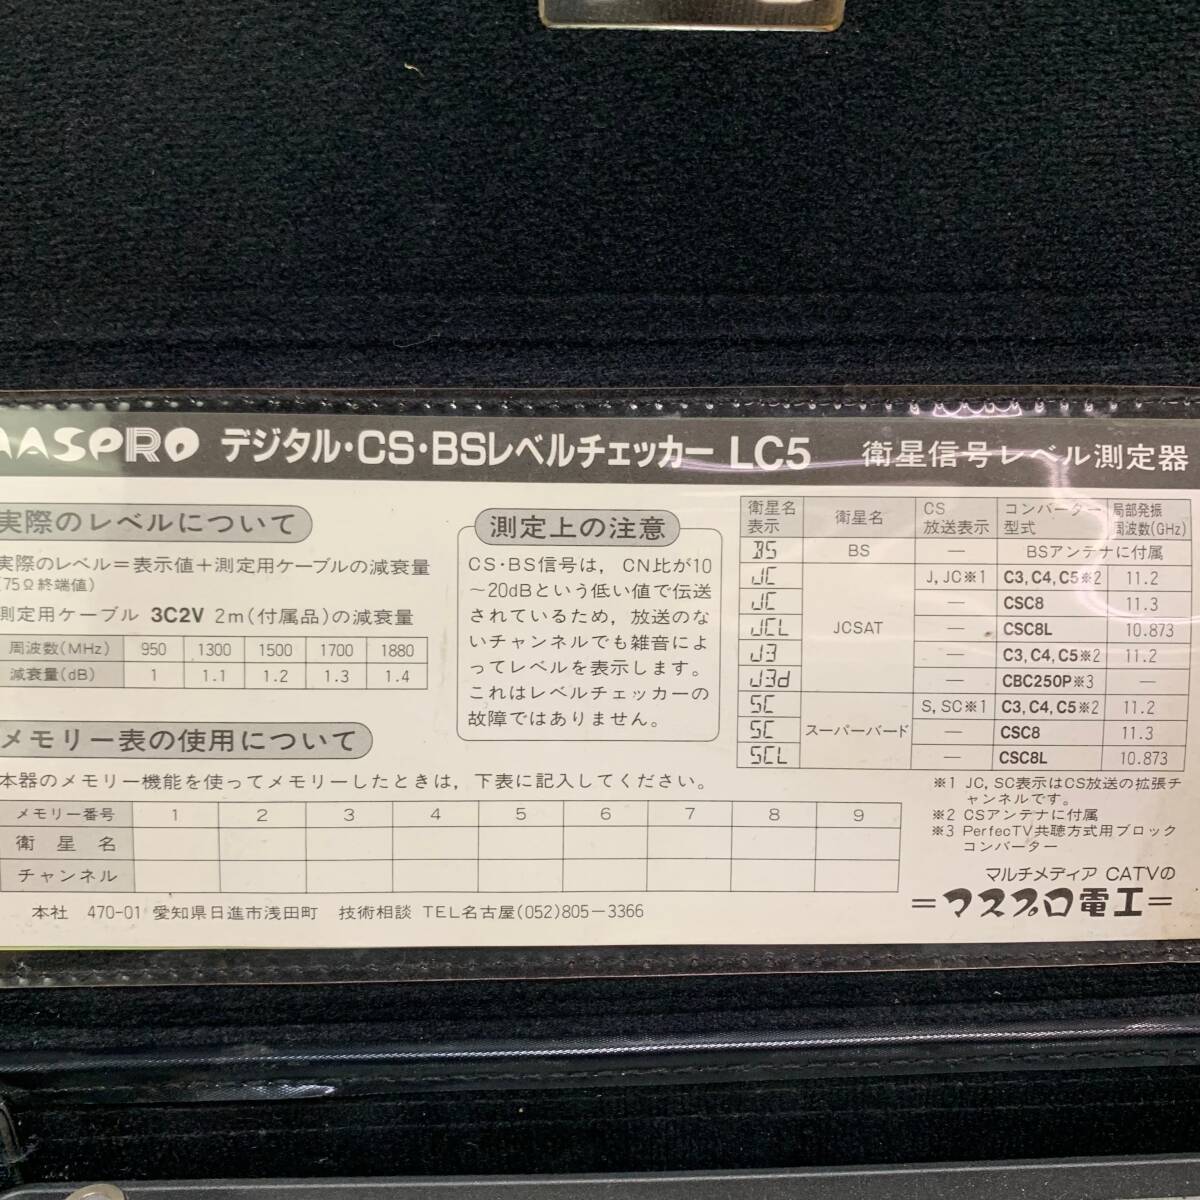 MASPRO デジタル・CS・BSレベルチェッカー LC5 衛星信号レベル測定器
実際のレベルについて
実際のレベル＝表示値＋測定用ケーブルの減衰量
(75Ω終端値)
測定用ケーブル 3C2V 2m(付属品)の減衰量
周波数(MHz) 950 1300 1500 1700 1880
減衰量(dB) 1 1.1 1.2 1.3 1.4
測定上の注意
CS・BS信号は，CN比が10
～20dBという低い値で伝送
されているため，放送のな
いチャンネルでも雑音によ
ってレベルを表示します。
これはレベルチェッカーの
故障ではありません。
衛星名表示 衛星名 CS放送表示 コンバーター型式 局部発振周波数(GHz)
BS BS — BSアンテナに付属
JC JCSAT J, JC※1 C3, C4, C5※2 11.2
JC — CSC8 11.3
JCL — CSC8L 10.873
J3 — C3, C4, C5※2 11.2
J3d — CBC250P※3 —
SC スーパーバード S, SC※1 C3, C4, C5※2 11.2
SC — CSC8 11.3
SCL — CSC8L 10.873
※1 JC, SC表示はCS放送の拡張チ
ャンネルです。
※2 CSアンテナに付属
※3 PerfecTV共聴方式用ブロック
コンバーター
メモリー表の使用について
本器のメモリー機能を使ってメモリーしたときは，下表に記入してください。
メモリー番号 1 2 3 4 5 6 7 8 9
衛星名
チャンネル
本社 470-01 愛知県日進市浅田町 技術相談 TEL名古屋(052)805－3366
マルチメディア CATVの
＝マスプロ電工＝